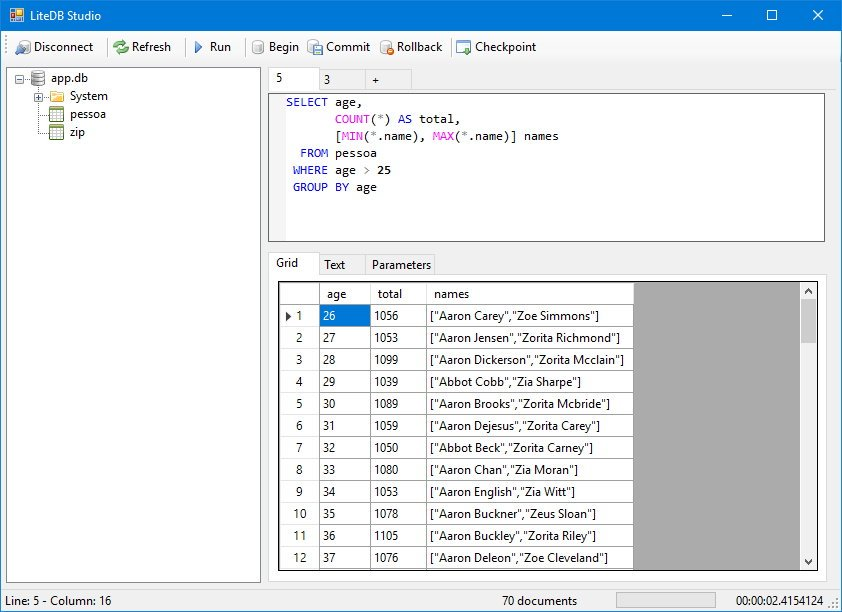 LiteDB Studio
Disconnect Refresh Run Begin Commit Rollback Checkpoint
app.db
System
pessoa
zip
5 3 +
SELECT age,
COUNT(*) AS total,
[MIN(*.name), MAX(*.name)] names
FROM pessoa
WHERE age > 25
GROUP BY age
Grid Text Parameters
age total names
1 26 1056 ["Aaron Carey","Zoe Simmons"]
2 27 1053 ["Aaron Jensen","Zorita Richmond"]
3 28 1099 ["Aaron Dickerson","Zorita Mcclain"]
4 29 1039 ["Abbot Cobb","Zia Sharpe"]
5 30 1089 ["Aaron Brooks","Zorita Mcbride"]
6 31 1059 ["Aaron Dejesus","Zorita Carey"]
7 32 1050 ["Abbot Beck","Zorita Carney"]
8 33 1080 ["Aaron Chan","Zia Moran"]
9 34 1053 ["Aaron English","Zia Witt"]
10 35 1078 ["Aaron Buckner","Zeus Sloan"]
11 36 1105 ["Aaron Buckley","Zorita Riley"]
12 37 1076 ["Aaron Deleon","Zoe Cleveland"]
Line: 5 - Column: 16 70 documents 00:00:02.4154124